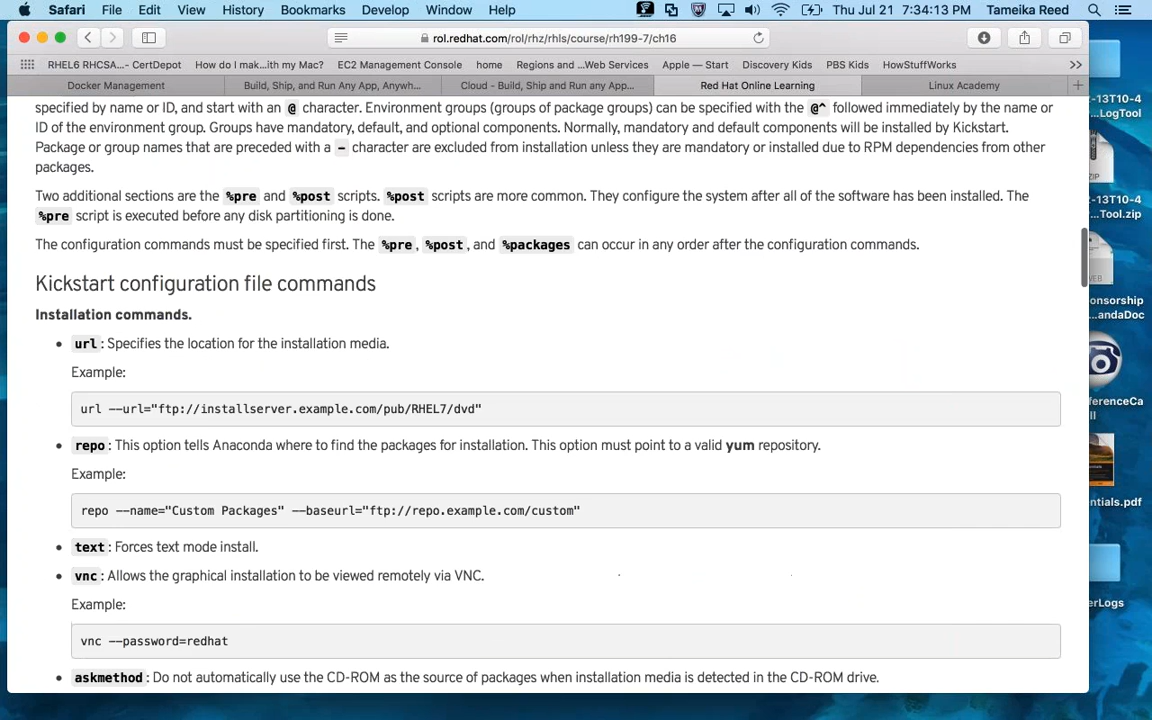 Safari File Edit View History Bookmarks Develop Window Help Thu Jul 21 7:34:13 PM Tameika Reed
rol.redhat.com/rol/rhz/rhls/course/rh199-7/ch16
RHEL6 RHCSA... - CertDepot How do I mak...ith my Mac? EC2 Management Console home Regions and ...Web Services Apple — Start Discovery Kids PBS Kids HowStuffWorks >>
Docker Management Build, Ship, and Run Any App, Anywh... Cloud - Build, Ship and Run any App... Red Hat Online Learning Linux Academy +
specified by name or ID, and start with an @ character. Environment groups (groups of package groups) can be specified with the @^ followed immediately by the name or
ID of the environment group. Groups have mandatory, default, and optional components. Normally, mandatory and default components will be installed by Kickstart.
Package or group names that are preceded with a - character are excluded from installation unless they are mandatory or installed due to RPM dependencies from other
packages.
Two additional sections are the %pre and %post scripts. %post scripts are more common. They configure the system after all of the software has been installed. The
%pre script is executed before any disk partitioning is done.
The configuration commands must be specified first. The %pre, %post, and %packages can occur in any order after the configuration commands.
Kickstart configuration file commands
Installation commands.
• url: Specifies the location for the installation media.
Example:
url --url="ftp://installserver.example.com/pub/RHEL7/dvd"
• repo: This option tells Anaconda where to find the packages for installation. This option must point to a valid yum repository.
Example:
repo --name="Custom Packages" --baseurl="ftp://repo.example.com/custom"
• text: Forces text mode install.
• vnc: Allows the graphical installation to be viewed remotely via VNC.
Example:
vnc --password=redhat
• askmethod: Do not automatically use the CD-ROM as the source of packages when installation media is detected in the CD-ROM drive.
-13T10-4
LogTool
ZIP
-13T10-4
Tool.zip
onsorship
...andaDoc
ferenceCa
ll
ntials.pdf
erLogs